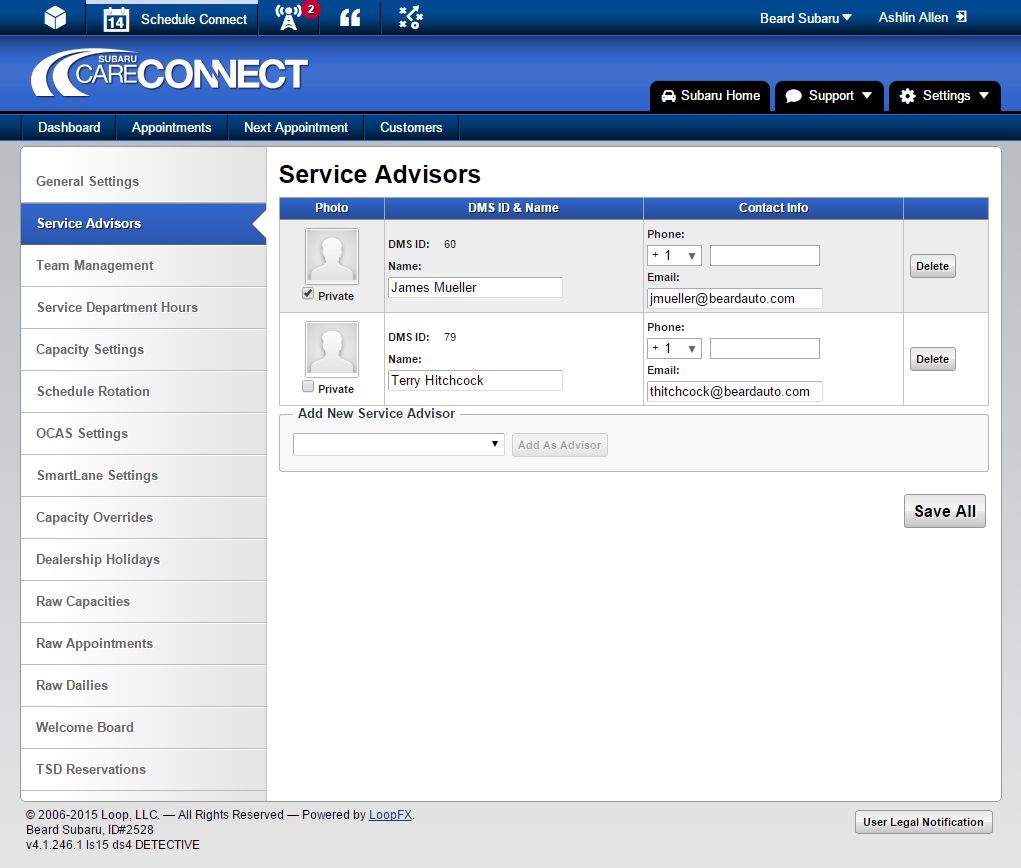 Schedule Connect
14
2
Beard Subaru
Ashlin Allen
SUBARU
CARECONNECT
Subaru Home
Support
Settings
Dashboard
Appointments
Next Appointment
Customers
General Settings
Service Advisors
Team Management
Service Department Hours
Capacity Settings
Schedule Rotation
OCAS Settings
SmartLane Settings
Capacity Overrides
Dealership Holidays
Raw Capacities
Raw Appointments
Raw Dailies
Welcome Board
TSD Reservations
Service Advisors
Photo
DMS ID & Name
Contact Info
Private
DMS ID: 60
Name:
James Mueller
Phone:
+ 1
Email:
jmueller@beardauto.com
Delete
Private
DMS ID: 79
Name:
Terry Hitchcock
Phone:
+ 1
Email:
thitchcock@beardauto.com
Delete
Add New Service Advisor
Add As Advisor
Save All
© 2006-2015 Loop, LLC. — All Rights Reserved — Powered by LoopFX.
Beard Subaru, ID#2528
v4.1.246.1 ls15 ds4 DETECTIVE
User Legal Notification